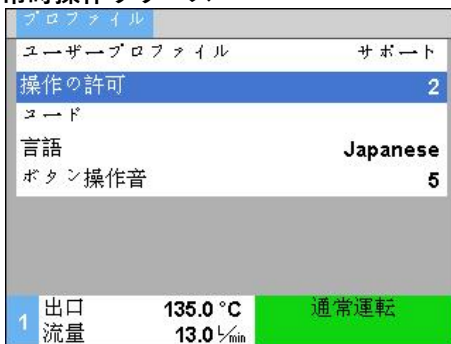 プロファイル
ユーザープロファイル サポート
操作の許可 2
コード
言語 Japanese
ボタン操作音 5
1 出口 135.0 °C 通常運転
流量 13.0 L/min